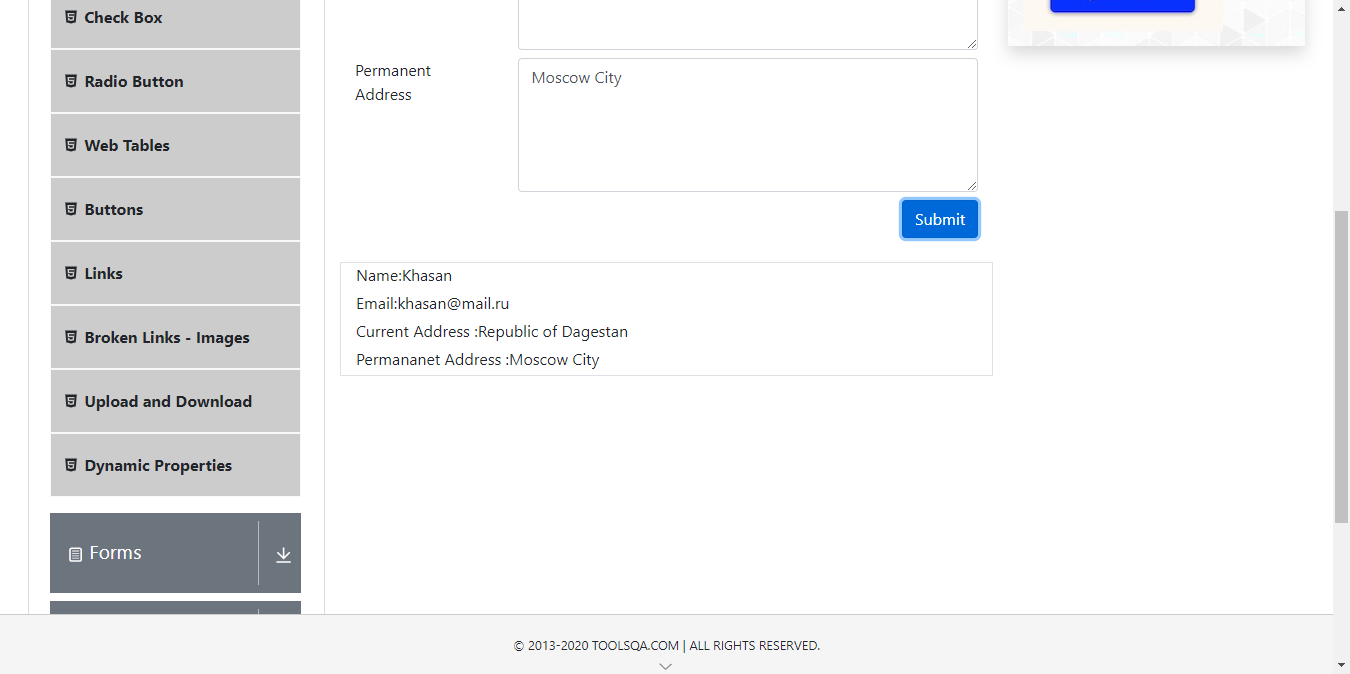 Check Box
Radio Button
Web Tables
Buttons
Links
Broken Links - Images
Upload and Download
Dynamic Properties
Forms
Permanent
Address
Moscow City
Submit
Name:Khasan
Email:khasan@mail.ru
Current Address :Republic of Dagestan
Permananet Address :Moscow City
© 2013-2020 TOOLSQA.COM | ALL RIGHTS RESERVED.